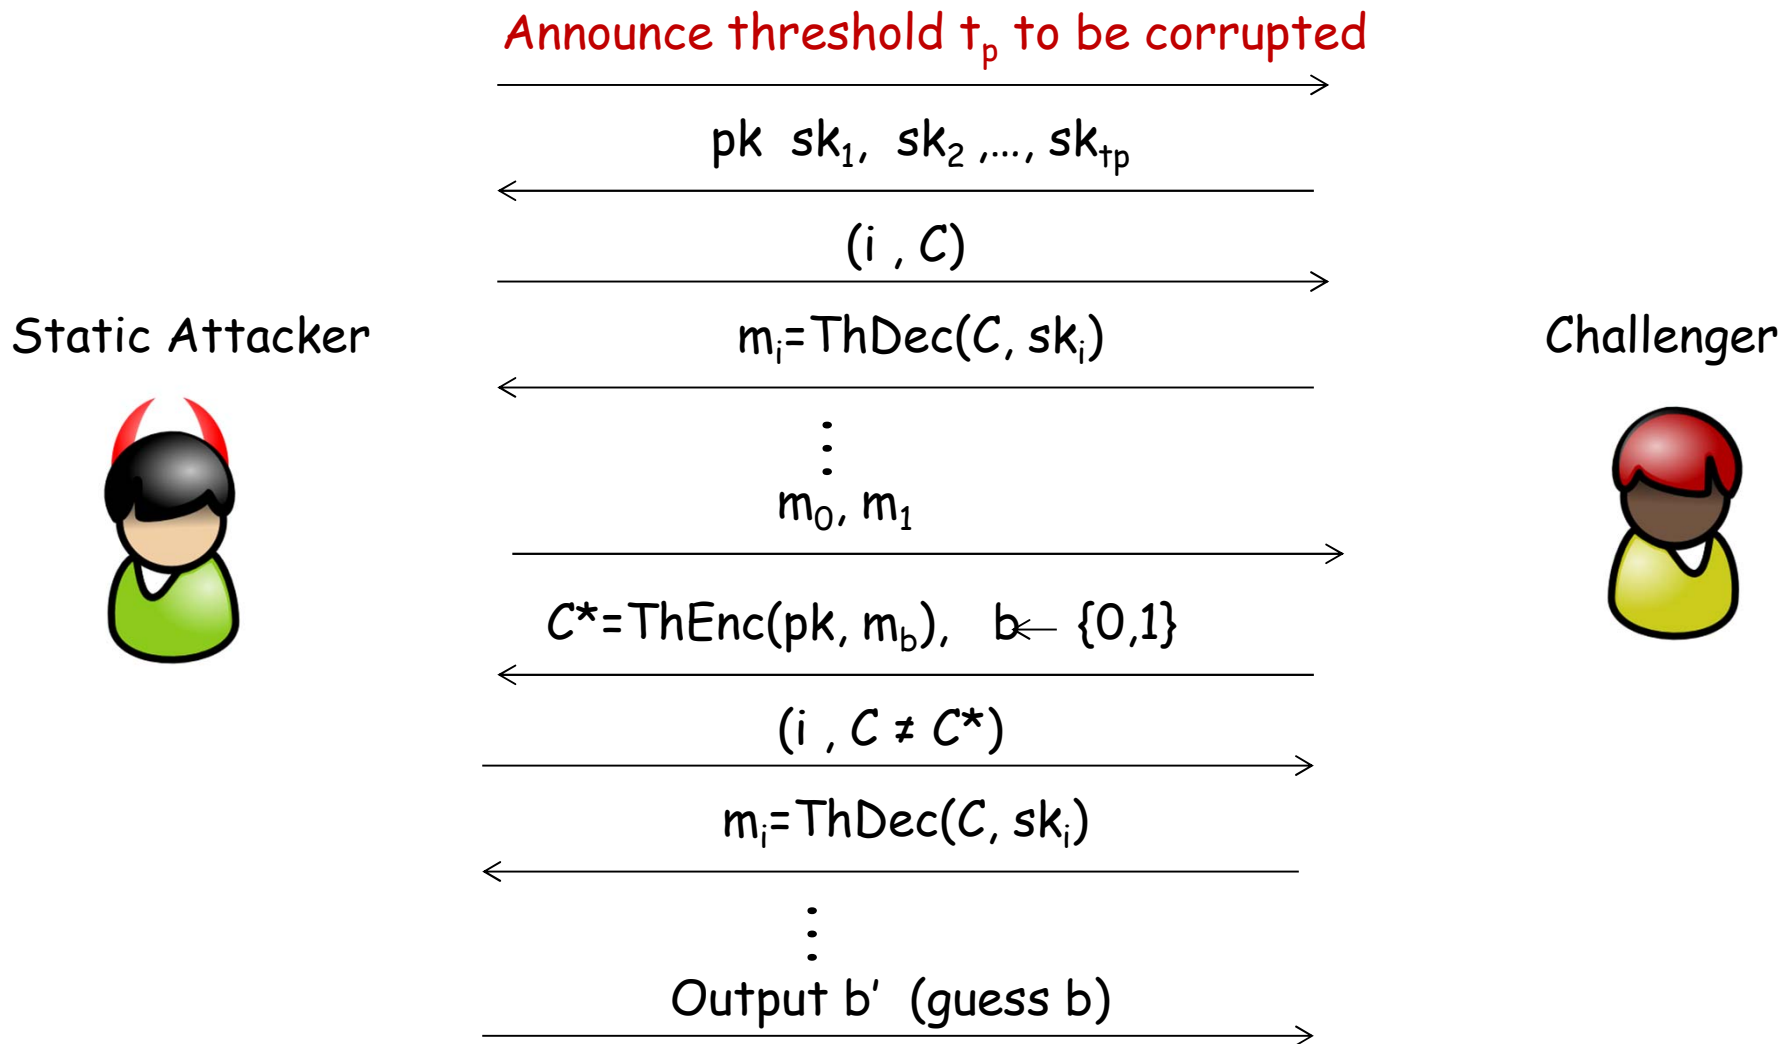 Announce threshold tₚ to be corrupted
pk sk₁, sk₂ ,…, skₜₚ
(i , C)
Static Attacker
mᵢ=ThDec(C, skᵢ)
Challenger
⋮
m₀, m₁
C*=ThEnc(pk, m_b), b← {0,1}
(i , C ≠ C*)
mᵢ=ThDec(C, skᵢ)
⋮
Output b’ (guess b)